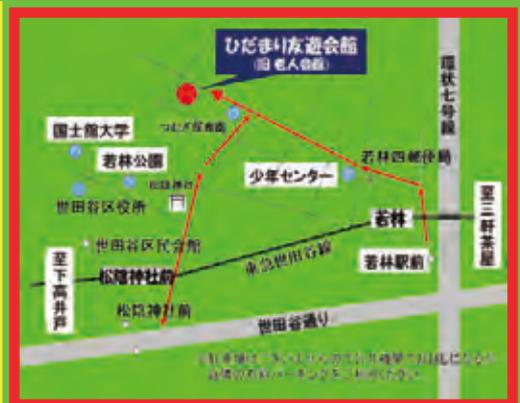 ひだまり友遊会館
(旧 老人会館)
環状七号線
つむぎ保育園
国士館大学
若林公園
若林四郵便局
少年センター
松陰神社
世田谷区役所
至三軒茶屋
若林
世田谷区民会館
東急世田谷線
若林駅前
至下高井戸
松陰神社前
松陰神社前
世田谷通り